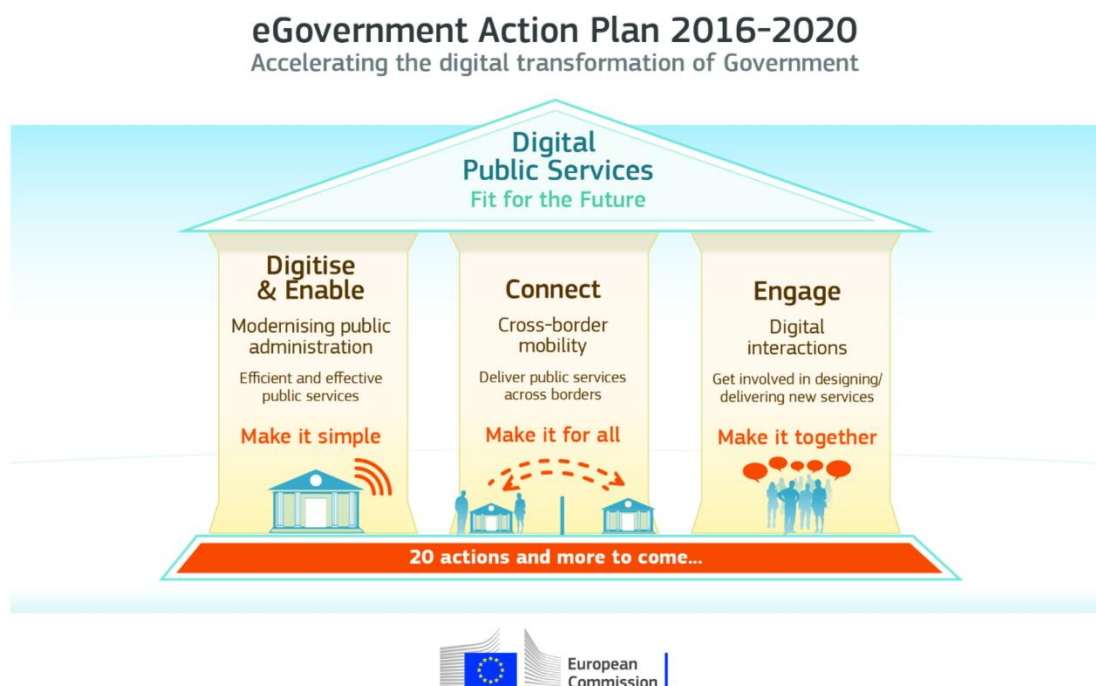 eGovernment Action Plan 2016-2020
Accelerating the digital transformation of Government
Digital
Public Services
Fit for the Future
Digitise
& Enable
Modernising public
administration
Efficient and effective
public services
Make it simple
Connect
Cross-border
mobility
Deliver public services
across borders
Make it for all
Engage
Digital
interactions
Get involved in designing/
delivering new services
Make it together
20 actions and more to come...
European
Commission